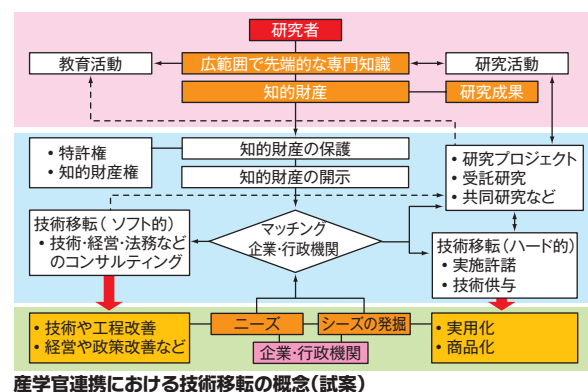 研究者
教育活動
広範囲で先端的な専門知識
研究活動
知的財産
研究成果
・特許権
・知的財産権
知的財産の保護
知的財産の開示
・研究プロジェクト
・受託研究
・共同研究など
技術移転(ソフト的)
・技術・経営・法務など
のコンサルティング
マッチング
企業・行政機関
技術移転(ハード的)
・実施許諾
・技術供与
・技術や工程改善
・経営や政策改善など
ニーズ
シーズの発掘
企業・行政機関
・実用化
・商品化
産学官連携における技術移転の概念(試案)